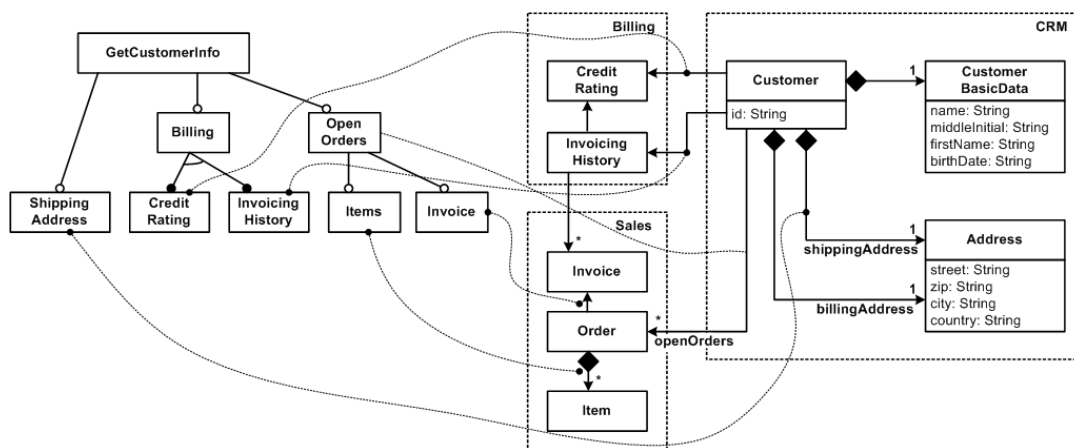 GetCustomerInfo
Billing
Open
Orders
Shipping
Address
Credit
Rating
Invoicing
History
Items
Invoice
Billing
Credit
Rating
Invoicing
History
Sales
*
Invoice
Order
*
openOrders
*
Item
CRM
Customer
id: String
1
Customer
BasicData
name: String
middleInitial: String
firstName: String
birthDate: String
1
shippingAddress
1
billingAddress
Address
street: String
zip: String
city: String
country: String